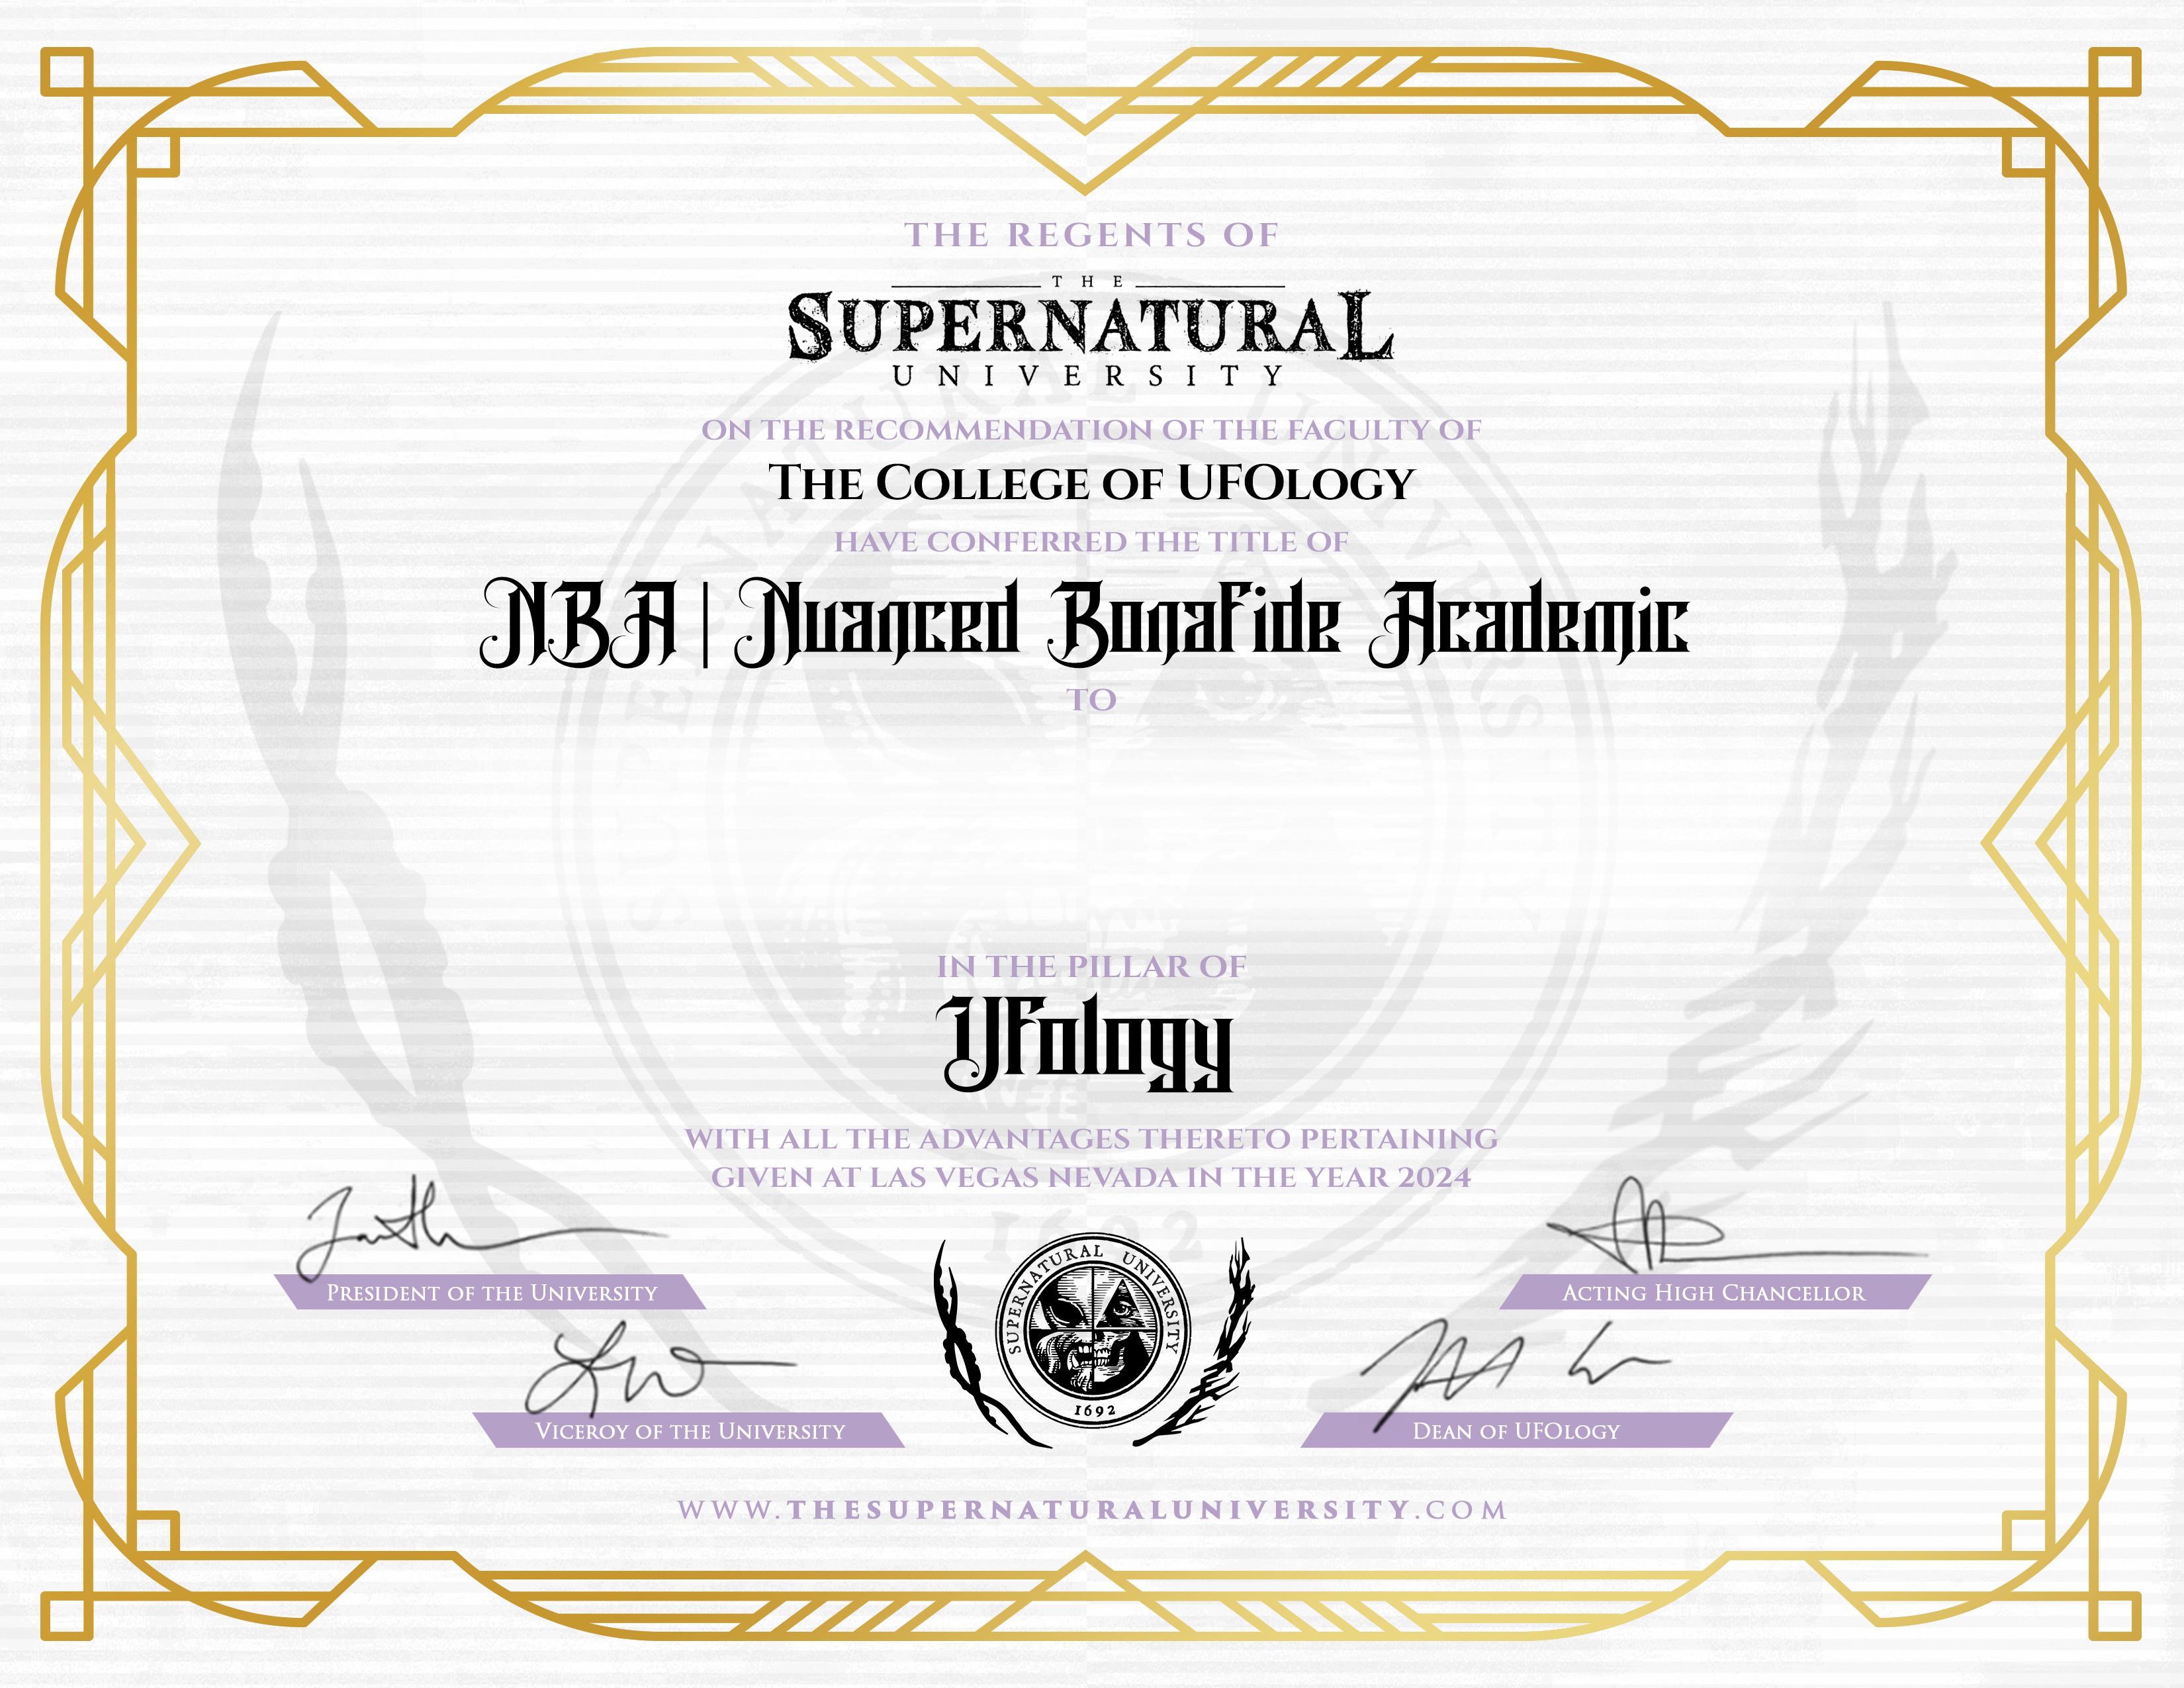 THE REGENTS OF
THE
SUPERNATURAL
UNIVERSITY
ON THE RECOMMENDATION OF THE FACULTY OF
THE COLLEGE OF UFOLOGY
HAVE CONFERRED THE TITLE OF
NBA | Nuanced Bonafide Academic
TO
IN THE PILLAR OF
UFology
WITH ALL THE ADVANTAGES THERETO PERTAINING
GIVEN AT LAS VEGAS NEVADA IN THE YEAR 2024
PRESIDENT OF THE UNIVERSITY
ACTING HIGH CHANCELLOR
VICEROY OF THE UNIVERSITY
DEAN OF UFOLOGY
SUPERNATURAL UNIVERSITY
1692
SUPERNATURAL UNIVERSITY
1692
WWW.THESUPERNATURALUNIVERSITY.COM